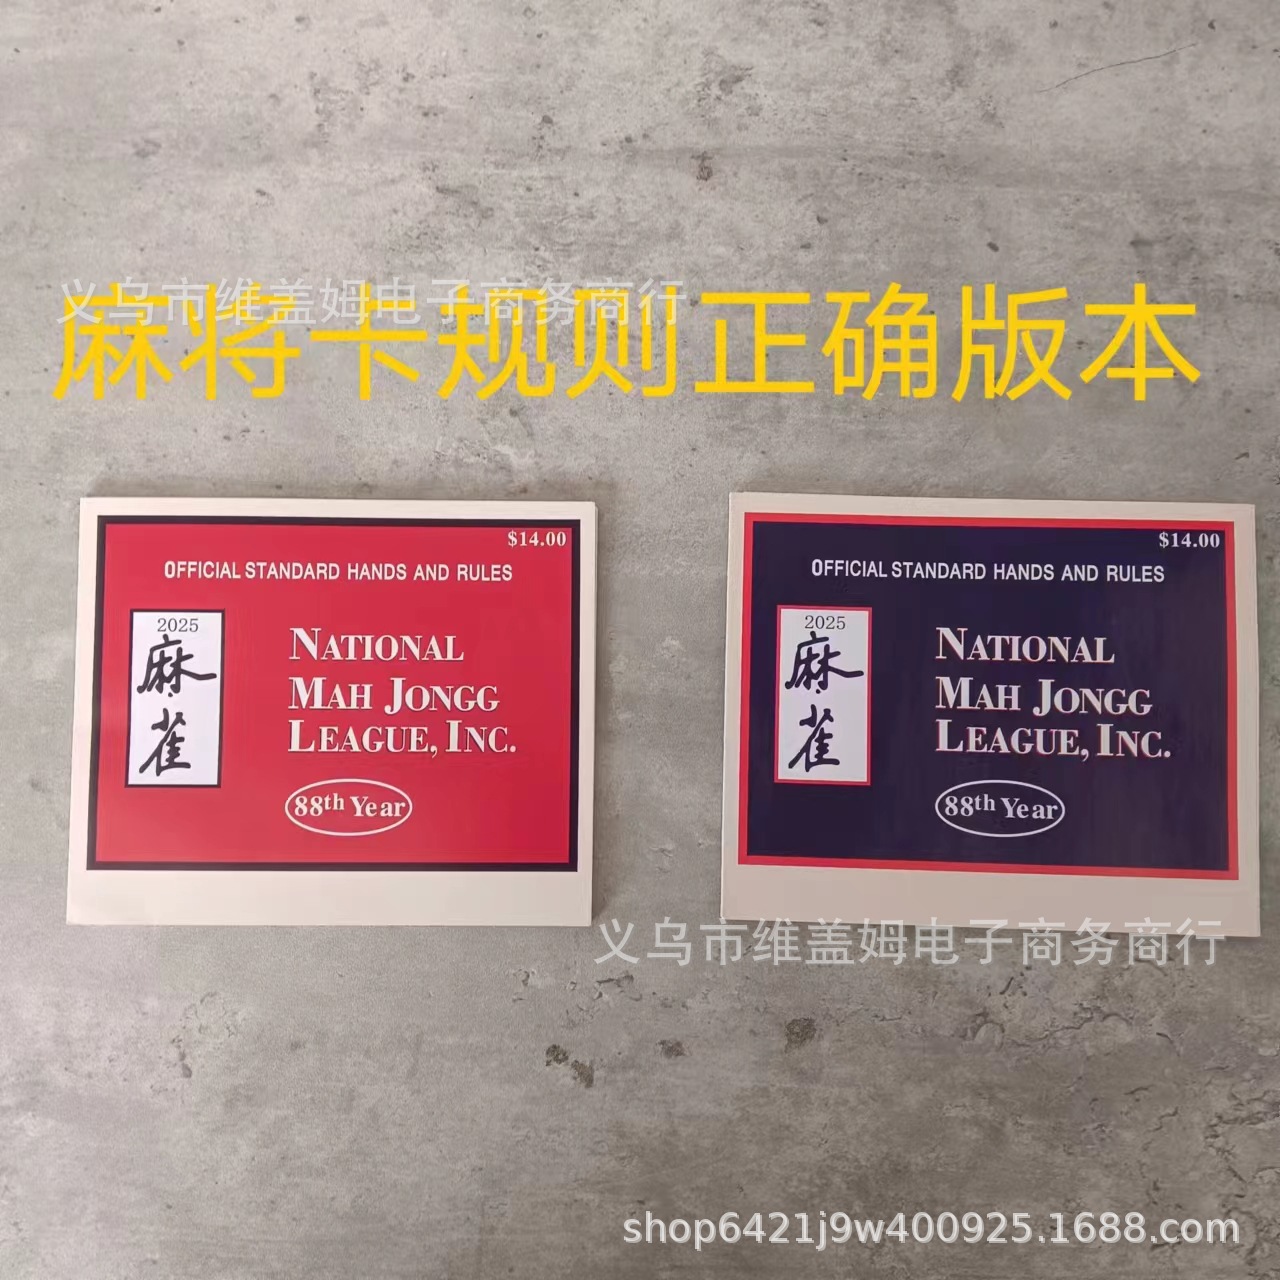 义乌市维盖姆电子商务商行
麻将卡规则正确版本
$14.00
OFFICIAL STANDARD HANDS AND RULES
2025
麻雀
NATIONAL
MAH JONGG
LEAGUE, INC.
88th Year
$14.00
OFFICIAL STANDARD HANDS AND RULES
2025
麻雀
NATIONAL
MAH JONGG
LEAGUE, INC.
88th Year
义乌市维盖姆电子商务商行
shop6421j9w400925.1688.com